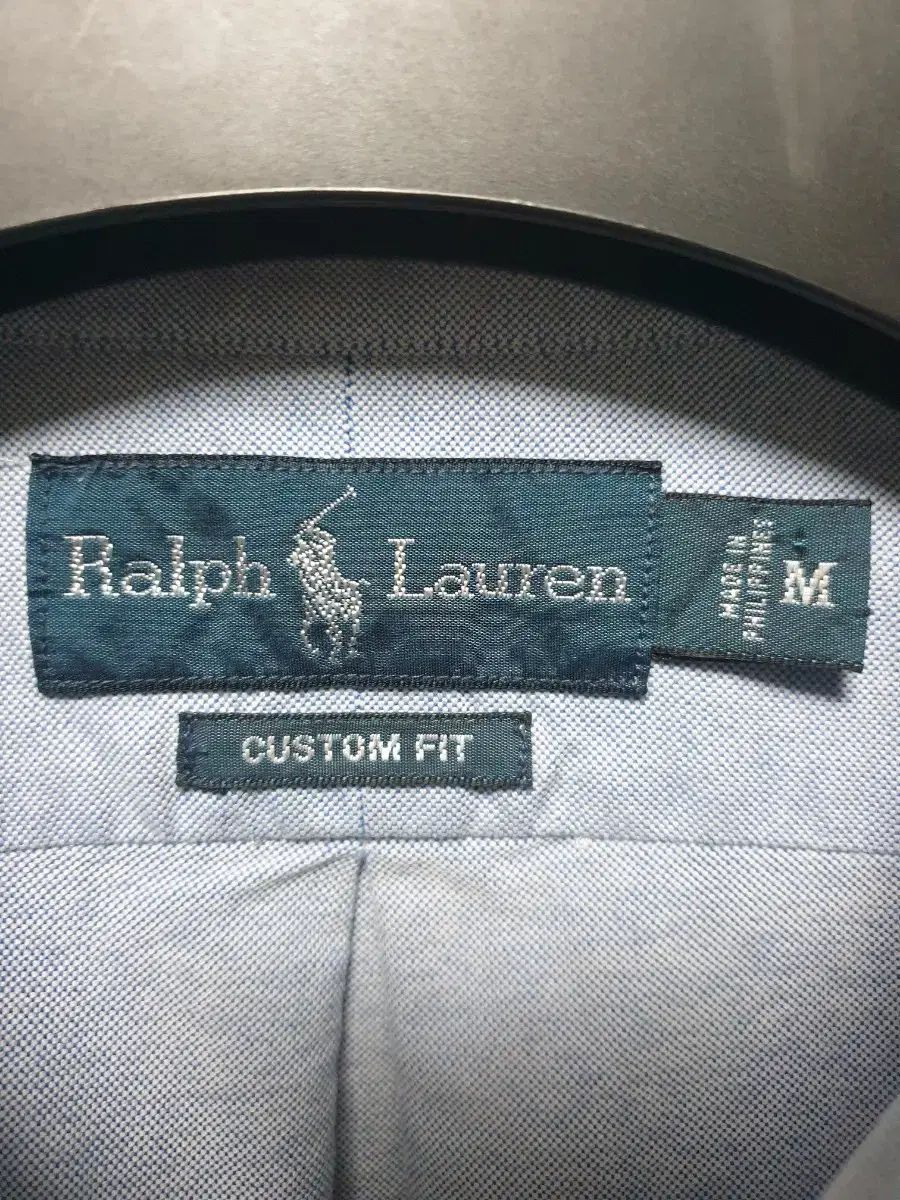 Ralph Lauren
MADE IN
PHILIPPINES
M
CUSTOM FIT